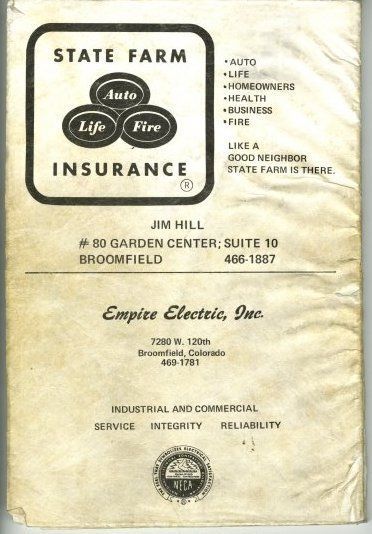 STATE FARM
Auto
Life Fire
INSURANCE
®
• AUTO
• LIFE
• HOMEOWNERS
• HEALTH
• BUSINESS
• FIRE
LIKE A
GOOD NEIGHBOR
STATE FARM IS THERE.
JIM HILL
# 80 GARDEN CENTER; SUITE 10
BROOMFIELD 466-1887
Empire Electric, Inc.
7280 W. 120th
Broomfield, Colorado
469-1781
INDUSTRIAL AND COMMERCIAL
SERVICE INTEGRITY RELIABILITY
NECA